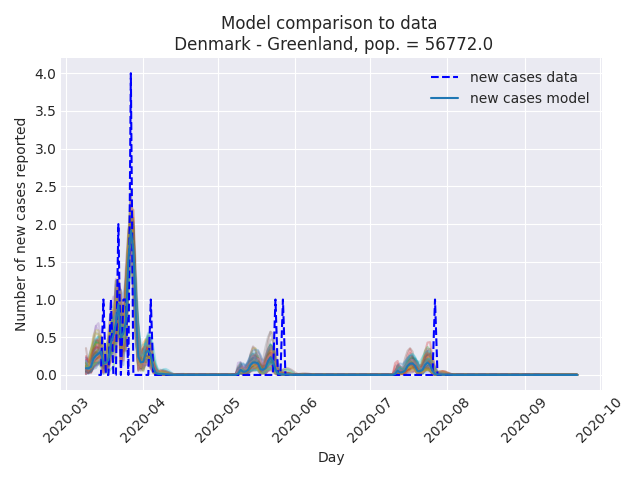 Model comparison to data
Denmark - Greenland, pop. = 56772.0
new cases data
new cases model
Number of new cases reported
4.0
3.5
3.0
2.5
2.0
1.5
1.0
0.5
0.0
2020-03
2020-04
2020-05
2020-06
2020-07
2020-08
2020-09
2020-10
Day